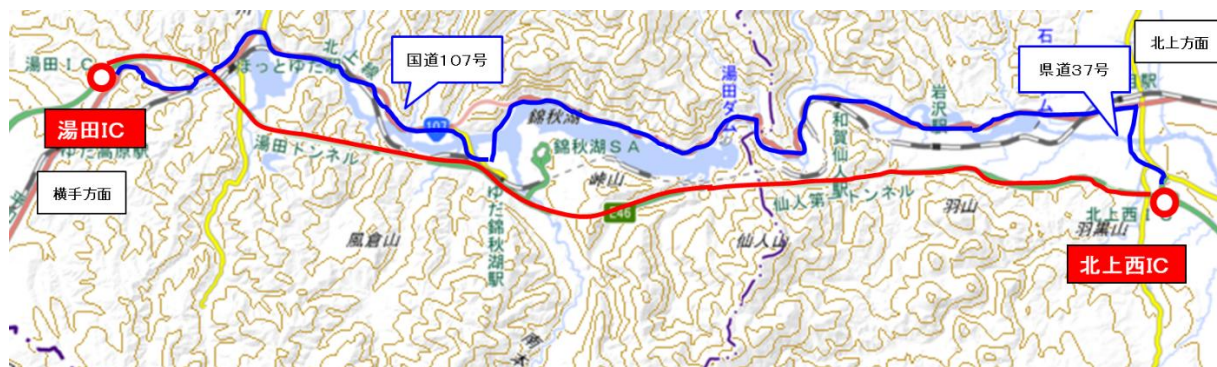 湯田IC
湯田IC
横手方面
ゆだ高原駅
ほっとゆだ駅
北上線
国道107号
107
湯田トンネル
風倉山
ゆだ錦秋湖駅
錦秋湖
錦秋湖SA
峠山
E46
湯田ダム
仙人山
仙人第一トンネル
和賀仙人駅
岩沢駅
羽山
県道37号
北上方面
北上西IC
羽黒山
北上西IC